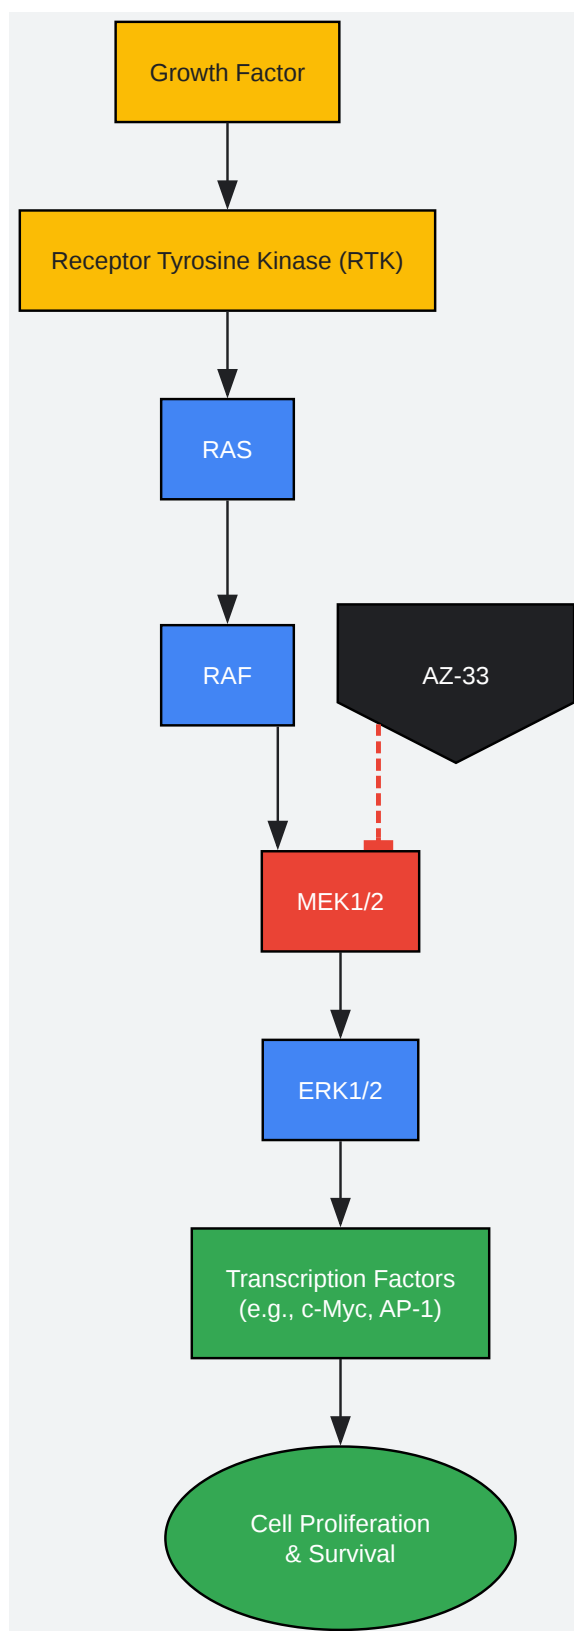 Growth Factor
Receptor Tyrosine Kinase (RTK)
RAS
RAF
AZ-33
MEK1/2
ERK1/2
Transcription Factors
(e.g., c-Myc, AP-1)
Cell Proliferation
& Survival